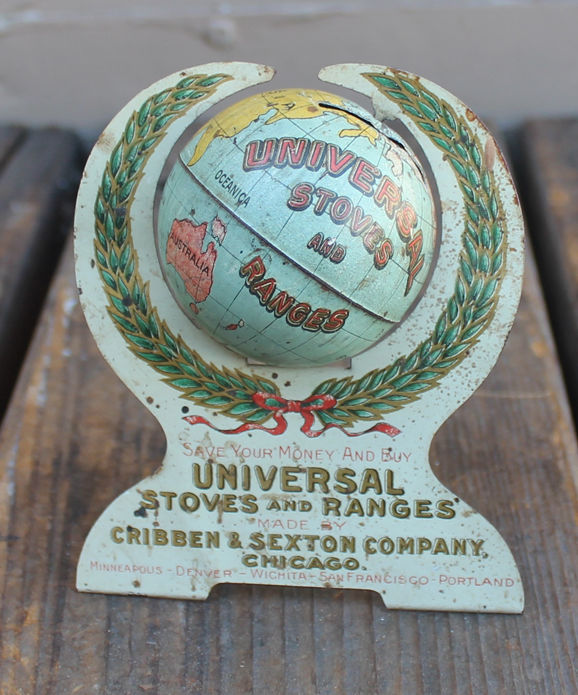 UNIVERSAL
STOVES
AND
RANGES
OCEANICA
AUSTRALIA
SAVE YOUR MONEY AND BUY
UNIVERSAL
STOVES AND RANGES
MADE BY
CRIBBEN & SEXTON COMPANY,
CHICAGO.
MINNEAPOLIS - DENVER - WICHITA - SAN FRANCISCO - PORTLAND